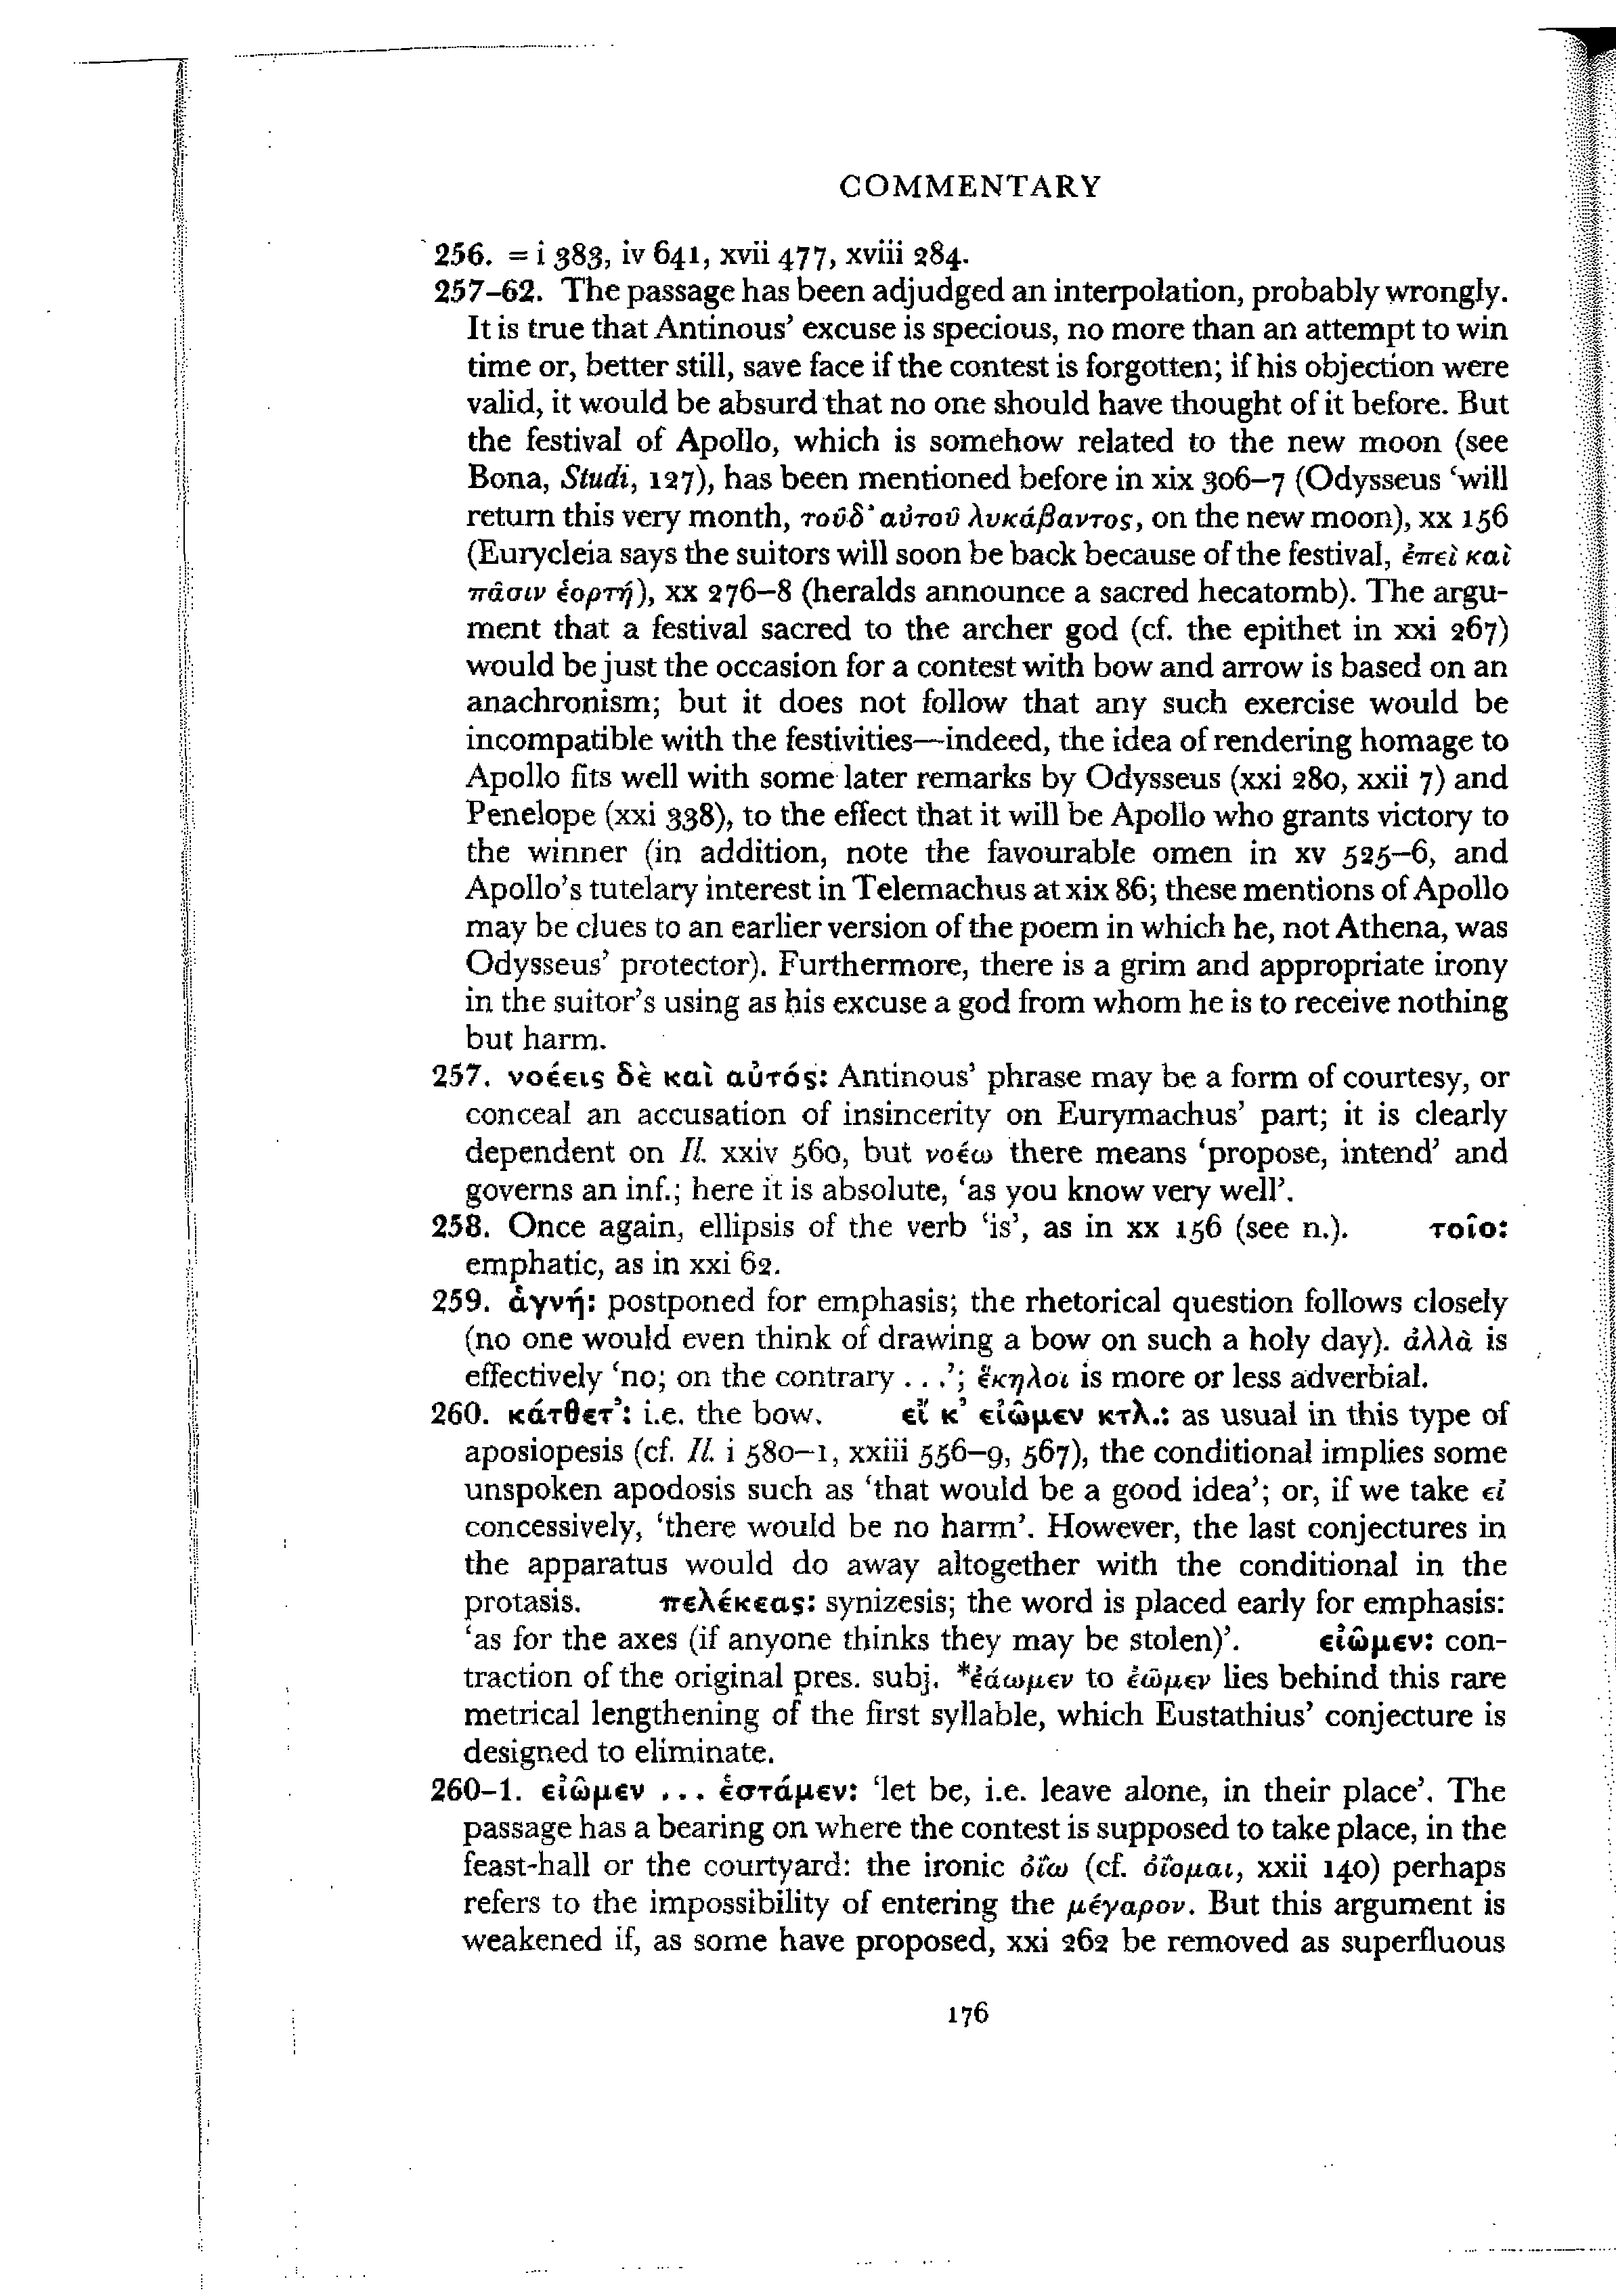 COMMENTARY
256. = i 383, iv 641, xvii 477, xviii 284.
257–62. The passage has been adjudged an interpolation, probably wrongly.
It is true that Antinous’ excuse is specious, no more than an attempt to win
time or, better still, save face if the contest is forgotten; if his objection were
valid, it would be absurd that no one should have thought of it before. But
the festival of Apollo, which is somehow related to the new moon (see
Bona, Studi, 127), has been mentioned before in xix 306–7 (Odysseus ‘will
return this very month, τοῦδ’ αὐτοῦ λυκάβαντος, on the new moon), xx 156
(Eurycleia says the suitors will soon be back because of the festival, ἐπεὶ καὶ
πᾶσιν ἑορτή), xx 276–8 (heralds announce a sacred hecatomb). The argu-
ment that a festival sacred to the archer god (cf. the epithet in xxi 267)
would be just the occasion for a contest with bow and arrow is based on an
anachronism; but it does not follow that any such exercise would be
incompatible with the festivities—indeed, the idea of rendering homage to
Apollo fits well with some later remarks by Odysseus (xxi 280, xxii 7) and
Penelope (xxi 338), to the effect that it will be Apollo who grants victory to
the winner (in addition, note the favourable omen in xv 525–6, and
Apollo’s tutelary interest in Telemachus at xix 86; these mentions of Apollo
may be clues to an earlier version of the poem in which he, not Athena, was
Odysseus’ protector). Furthermore, there is a grim and appropriate irony
in the suitor’s using as his excuse a god from whom he is to receive nothing
but harm.
257. νοέεις δὲ καὶ αὐτός: Antinous’ phrase may be a form of courtesy, or
conceal an accusation of insincerity on Eurymachus’ part; it is clearly
dependent on Il. xxiv 560, but νοέω there means ‘propose, intend’ and
governs an inf.; here it is absolute, ‘as you know very well’.
258. Once again, ellipsis of the verb ‘is’, as in xx 156 (see n.). τοῖο:
emphatic, as in xxi 62.
259. ἁγνή: postponed for emphasis; the rhetorical question follows closely
(no one would even think of drawing a bow on such a holy day). ἀλλὰ is
effectively ‘no; on the contrary . . .’; ἕκηλοι is more or less adverbial.
260. κάτθετ’: i.e. the bow. εἴ κ’ εἰῶμεν κτλ.: as usual in this type of
aposiopesis (cf. Il. i 580–1, xxiii 556–9, 567), the conditional implies some
unspoken apodosis such as ‘that would be a good idea’; or, if we take εἰ
concessively, ‘there would be no harm’. However, the last conjectures in
the apparatus would do away altogether with the conditional in the
protasis. πελέκεας: synizesis; the word is placed early for emphasis:
‘as for the axes (if anyone thinks they may be stolen)’. εἰῶμεν: con-
traction of the original pres. subj. *ἐάωμεν to ἐῶμεν lies behind this rare
metrical lengthening of the first syllable, which Eustathius’ conjecture is
designed to eliminate.
260–1. εἰῶμεν . . . ἑστάμεν: ‘let be, i.e. leave alone, in their place’. The
passage has a bearing on where the contest is supposed to take place, in the
feast-hall or the courtyard: the ironic ὀΐω (cf. ὀΐομαι, xxii 140) perhaps
refers to the impossibility of entering the μέγαρον. But this argument is
weakened if, as some have proposed, xxi 262 be removed as superfluous
176